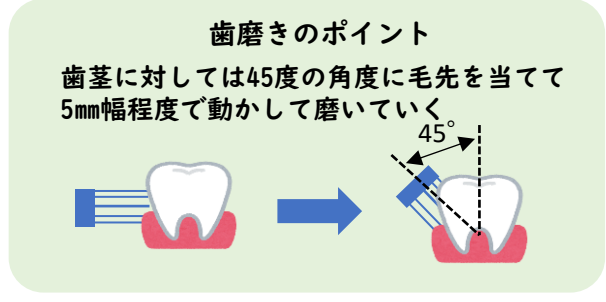 歯磨きのポイント
歯茎に対しては45度の角度に毛先を当てて
5㎜幅程度で動かして磨いていく
45°